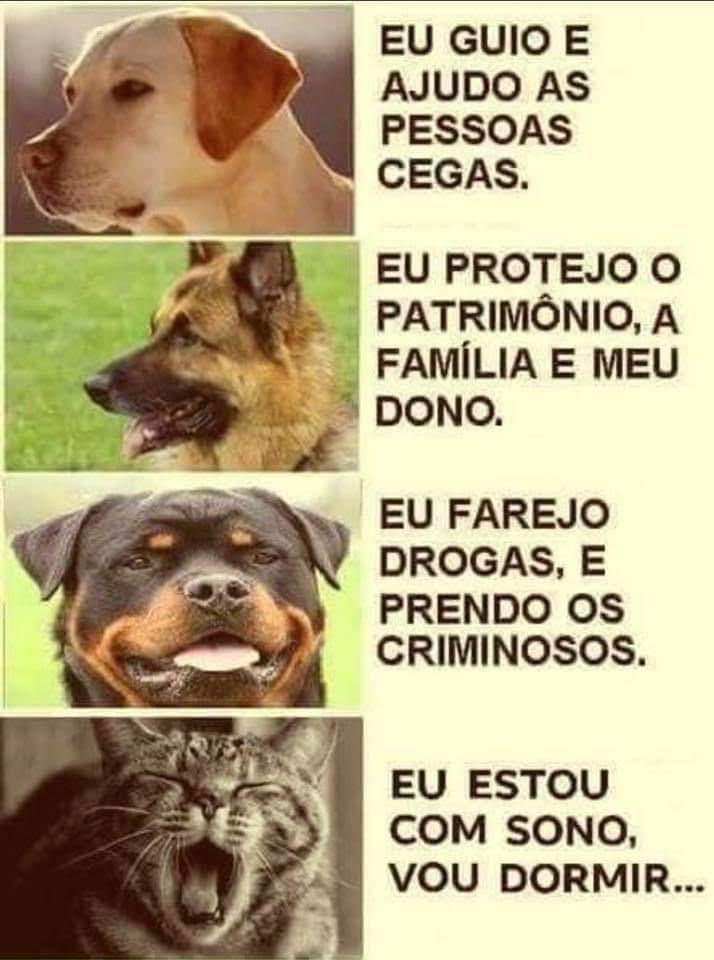 EU GUIO E
AJUDO AS
PESSOAS
CEGAS.
EU PROTEJO O
PATRIMÔNIO, A
FAMÍLIA E MEU
DONO.
EU FAREJO
DROGAS, E
PRENDO OS
CRIMINOSOS.
EU ESTOU
COM SONO,
VOU DORMIR...